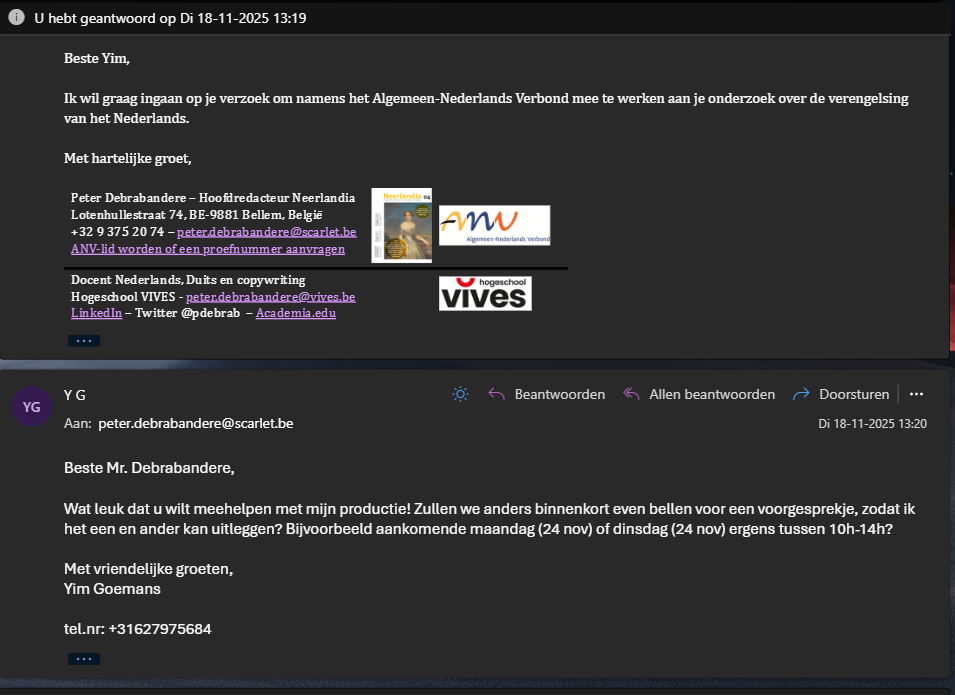 U hebt geantwoord op Di 18-11-2025 13:19
Beste Yim,
Ik wil graag ingaan op je verzoek om namens het Algemeen-Nederlands Verbond mee te werken aan je onderzoek over de verengelsing
van het Nederlands.
Met hartelijke groet,
Peter Debrabandere – Hoofdredacteur Neerlandia
Lotenhullestraat 74, BE-9881 Bellem, België
+32 9 375 20 74 – peter.debrabandere@scarlet.be
ANV-lid worden of een proefnummer aanvragen
Neerlandia 04
ANV
Algemeen-Nederlands Verbond
Docent Nederlands, Duits en copywriting
Hogeschool VIVES - peter.debrabandere@vives.be
LinkedIn – Twitter @pdebrab – Academia.edu
hogeschool
vives
YG
Y G
Beantwoorden
Allen beantwoorden
Doorsturen
Aan: peter.debrabandere@scarlet.be
Di 18-11-2025 13:20
Beste Mr. Debrabandere,
Wat leuk dat u wilt meehelpen met mijn productie! Zullen we anders binnenkort even bellen voor een voorgesprekje, zodat ik
het een en ander kan uitleggen? Bijvoorbeeld aankomende maandag (24 nov) of dinsdag (24 nov) ergens tussen 10h-14h?
Met vriendelijke groeten,
Yim Goemans
tel.nr: +31627975684